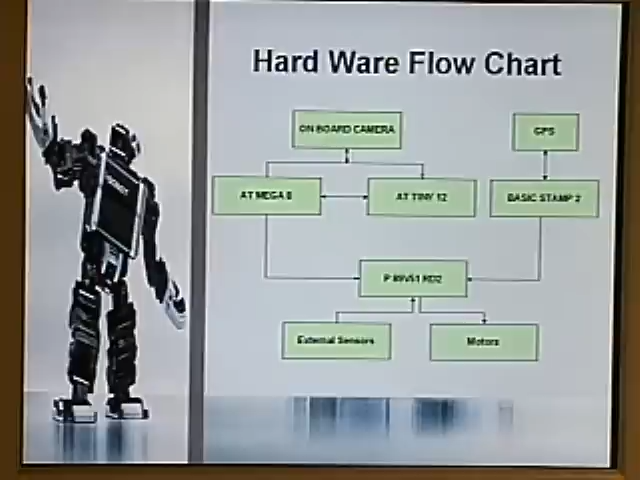 Hard Ware Flow Chart
ON BOARD CAMERA
GPS
AT MEGA 8
AT TINY 12
BASIC STAMP 2
P 89V51 RD2
External Sensors
Motors